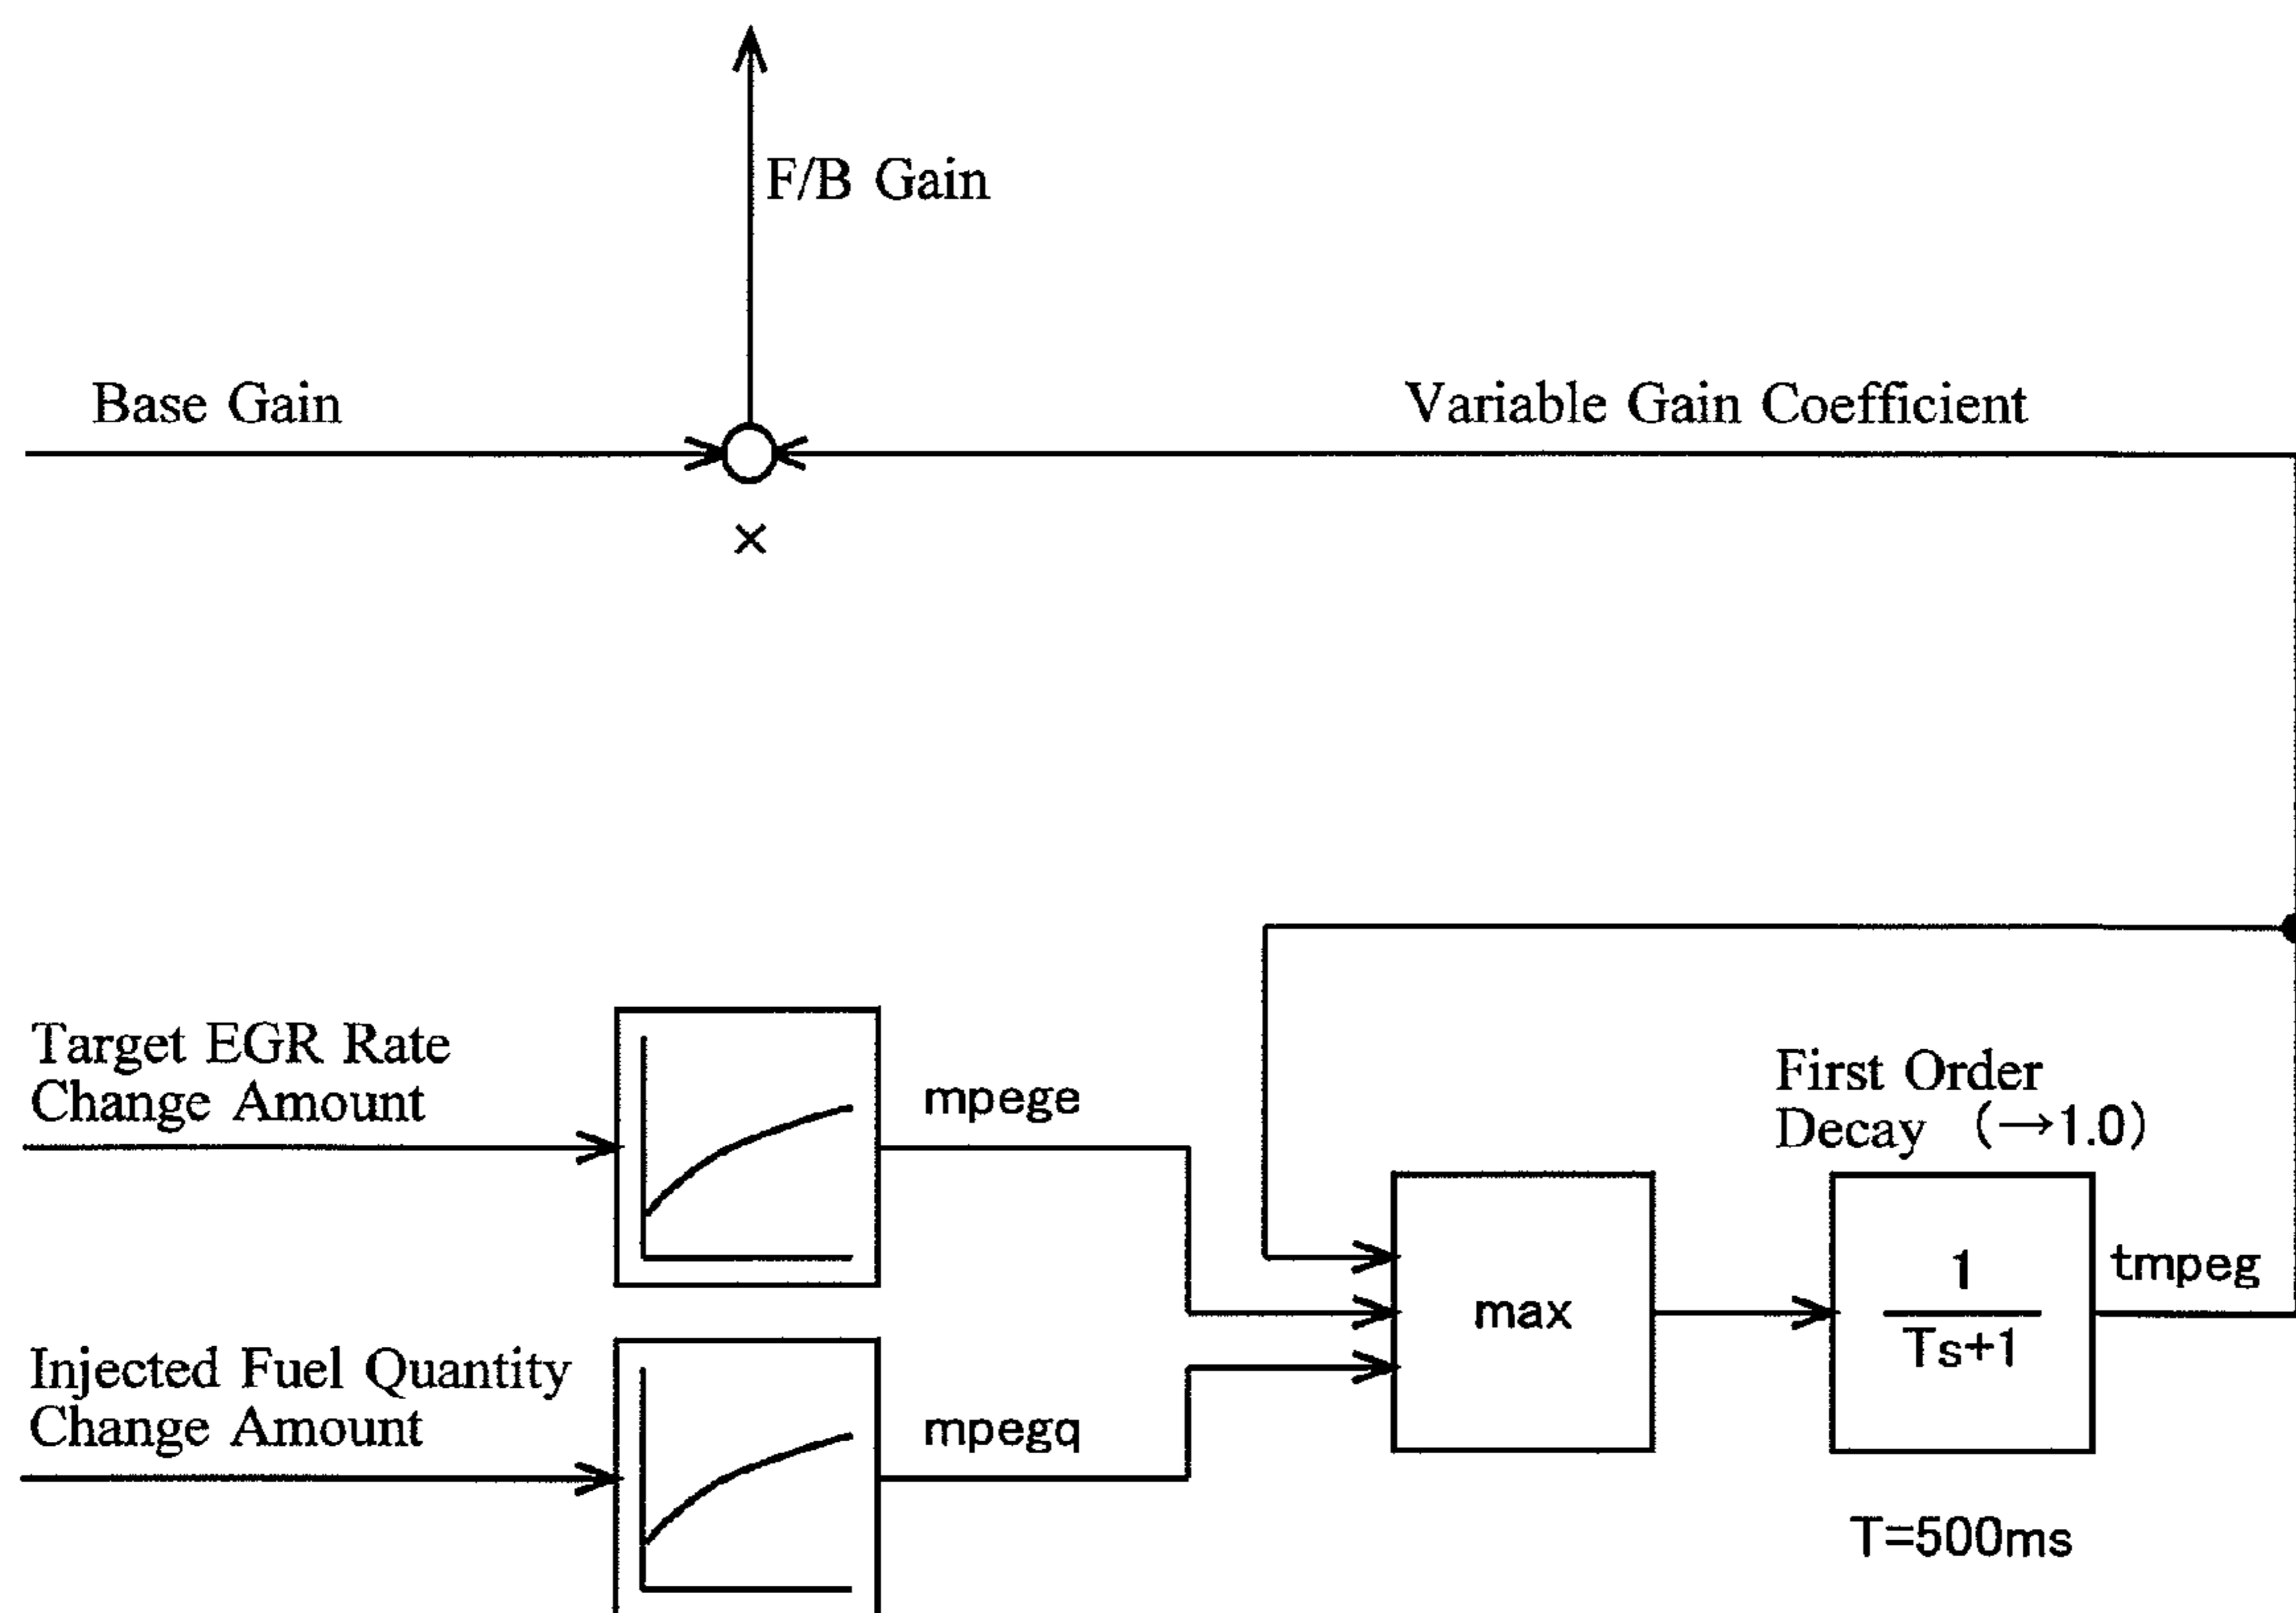 F/B Gain
Base Gain
Variable Gain Coefficient
×
Target EGR Rate
Change Amount
mpege
First Order
Decay (→1.0)
max
1
Ts+1
tmpeg
Injected Fuel Quantity
Change Amount
mpegq
T=500ms